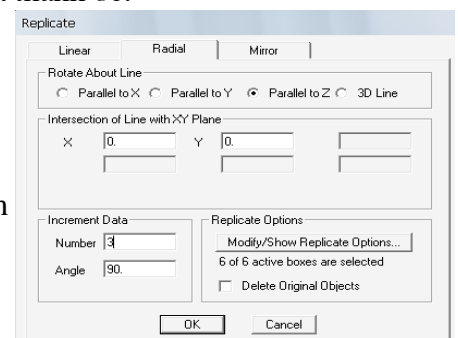 Replicate
Linear Radial Mirror
Rotate About Line
Parallel to X Parallel to Y Parallel to Z 3D Line
Intersection of Line with XY Plane
X 0. Y 0.
Increment Data
Number 3
Angle 90.
Replicate Options
Modify/Show Replicate Options...
6 of 6 active boxes are selected
Delete Original Objects
OK Cancel